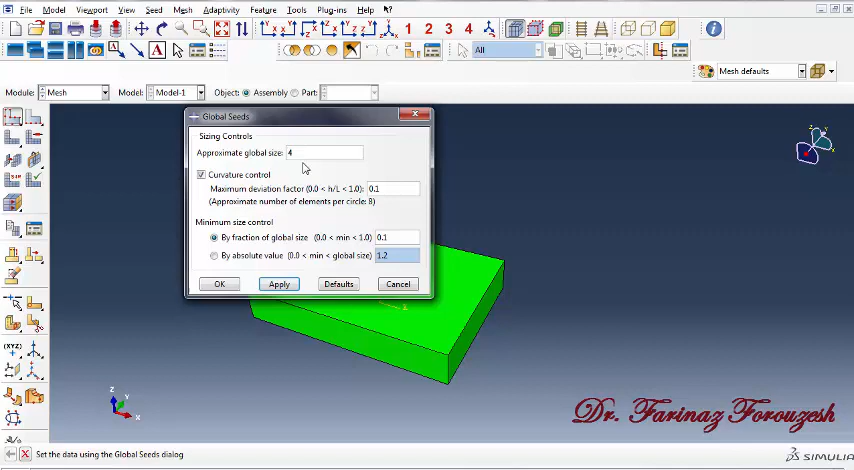 File Model Viewport View Seed Mesh Adaptivity Feature Tools Plug-ins Help
1 2 3 4
All
Mesh defaults
Module: Mesh Model: Model-1 Object: Assembly Part:
Global Seeds
Sizing Controls
Approximate global size: 4
Curvature control
Maximum deviation factor (0.0 < h/L < 1.0): 0.1
(Approximate number of elements per circle: 8)
Minimum size control
By fraction of global size (0.0 < min < 1.0) 0.1
By absolute value (0.0 < min < global size) 1.2
OK Apply Defaults Cancel
(XYZ)
Z Y X
Dr. Farinaz Forouzesh
Set the data using the Global Seeds dialog
SIMULIA